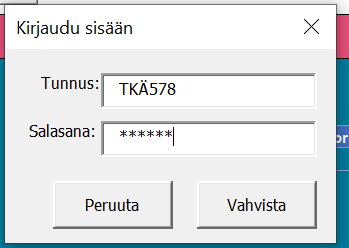 Kirjaudu sisään
Tunnus: TKÄ578
Salasana: ******
Peruuta Vahvista